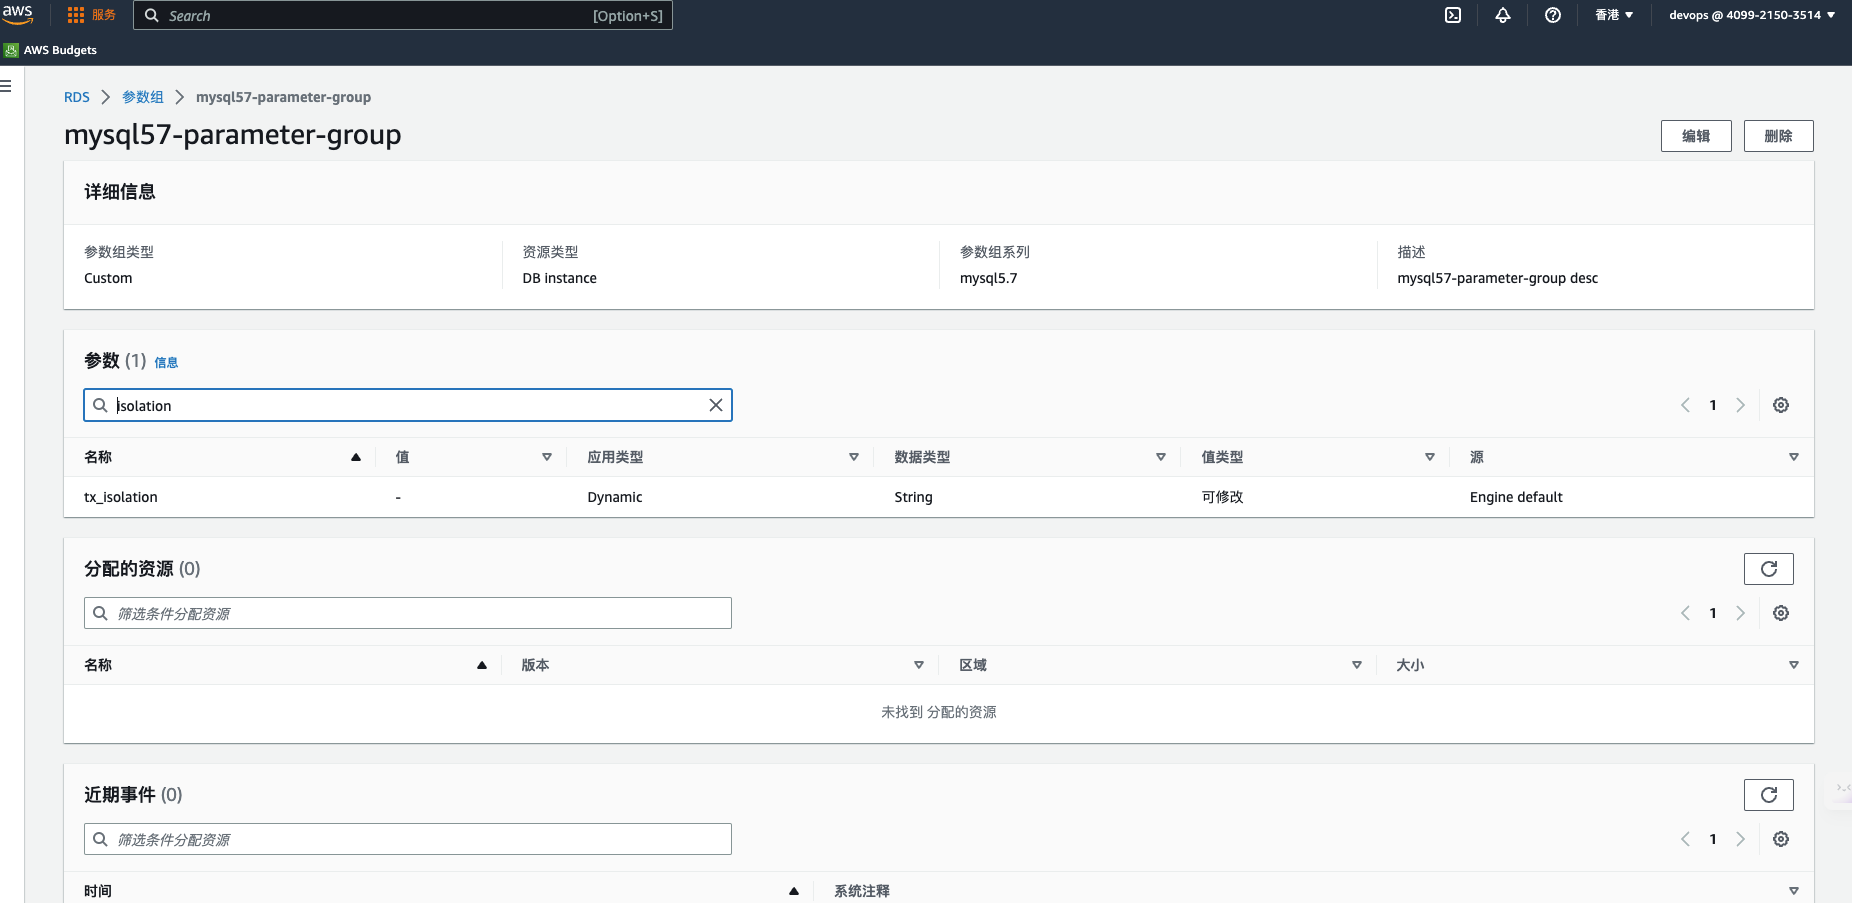 aws 服务 Search [Option+S] 香港 ▼ devops @ 4099-2150-3514 ▼
AWS Budgets
RDS > 参数组 > mysql57-parameter-group
mysql57-parameter-group 编辑 删除
详细信息
参数组类型 资源类型 参数组系列 描述
Custom DB instance mysql5.7 mysql57-parameter-group desc
参数 (1) 信息
isolation 1
名称 值 应用类型 数据类型 值类型 源
tx_isolation - Dynamic String 可修改 Engine default
分配的资源 (0)
筛选条件分配资源 1
名称 版本 区域 大小
未找到 分配的资源
近期事件 (0)
筛选条件分配资源 1
时间 系统注释